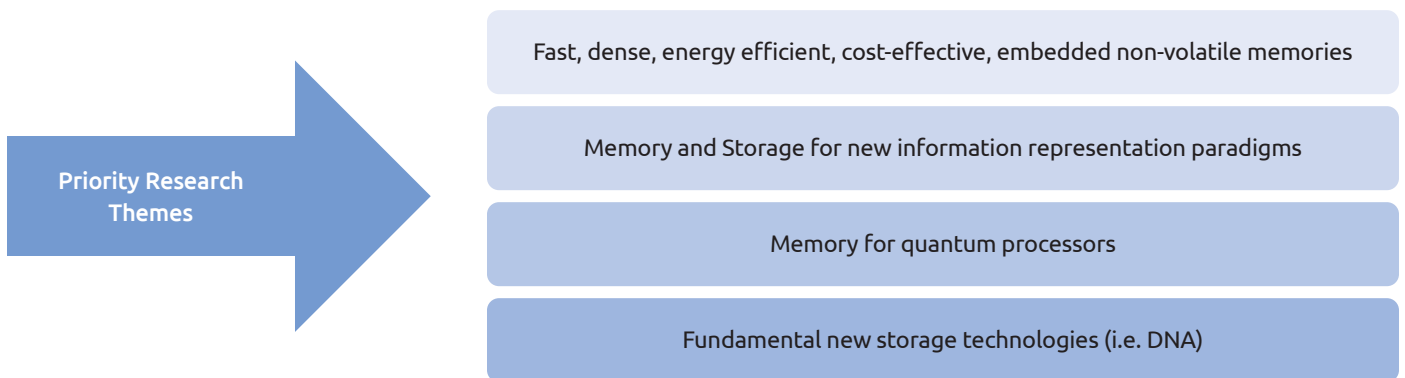 Priority Research
Themes
Fast, dense, energy efficient, cost-effective, embedded non-volatile memories
Memory and Storage for new information representation paradigms
Memory for quantum processors
Fundamental new storage technologies (i.e. DNA)